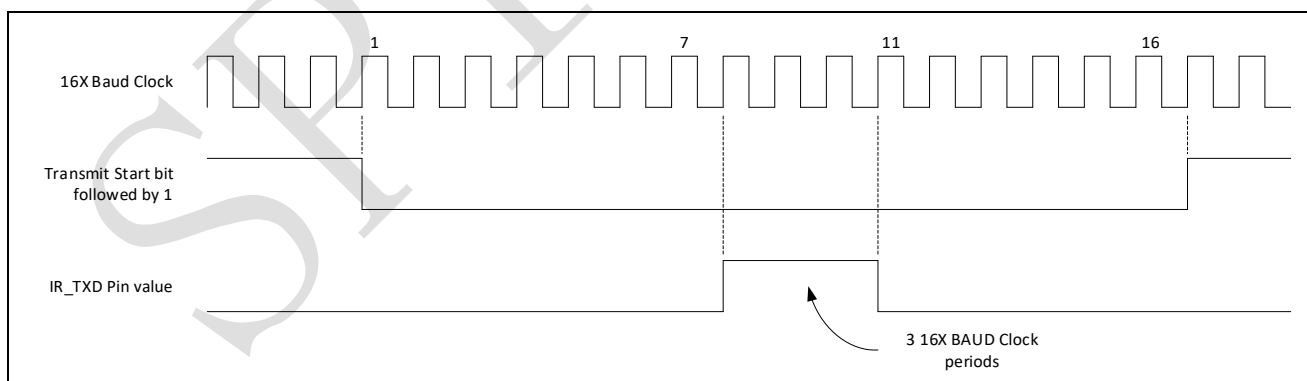 1 7 11 16
16X Baud Clock
Transmit Start bit
followed by 1
IR_TXD Pin value
3 16X BAUD Clock
periods